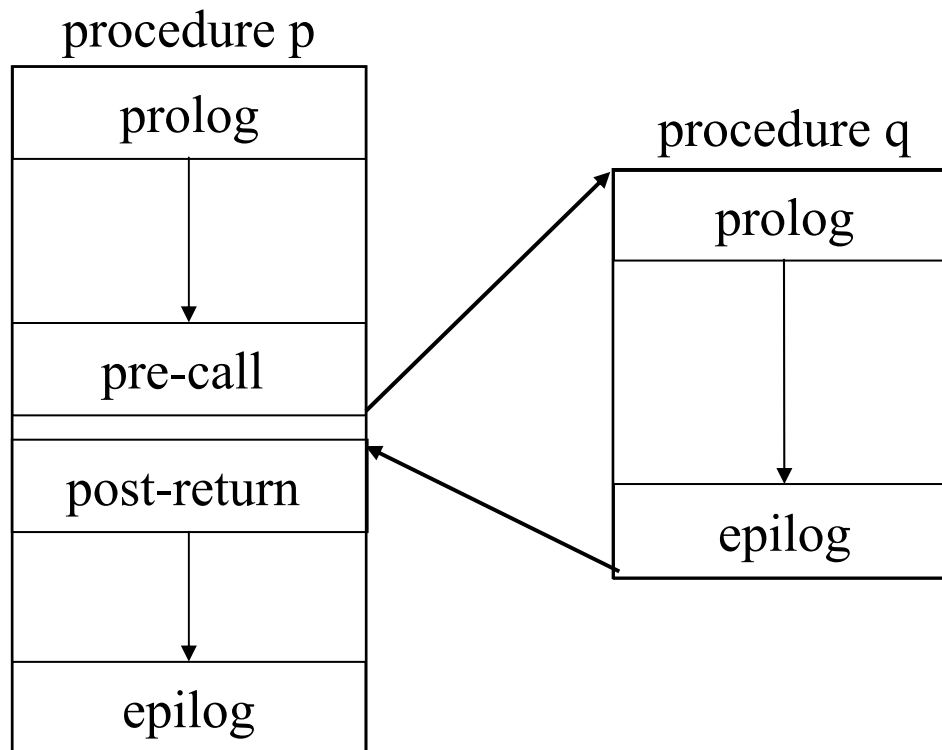 procedure p
prolog
pre-call
post-return
epilog
procedure q
prolog
epilog